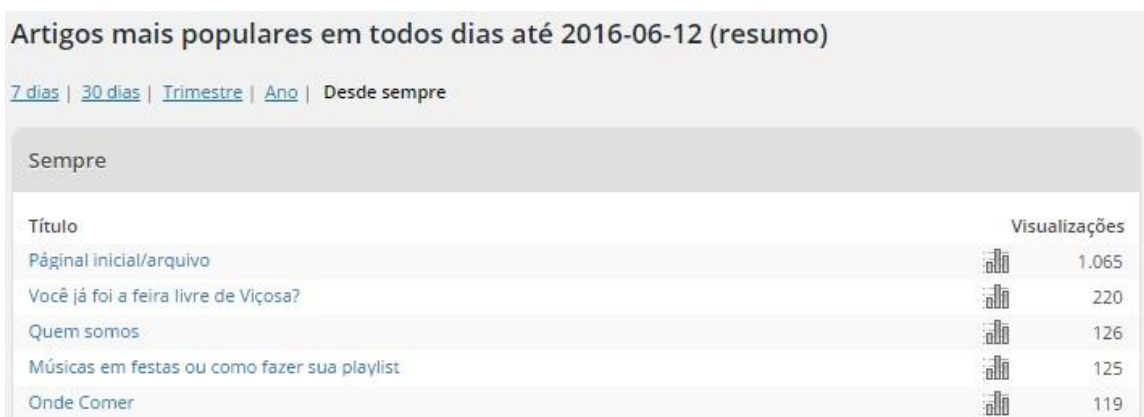 Artigos mais populares em todos dias até 2016-06-12 (resumo)
7 dias | 30 dias | Trimestre | Ano | Desde sempre
Sempre
Título Visualizações
Páginal inicial/arquivo 1.065
Você já foi a feira livre de Viçosa? 220
Quem somos 126
Músicas em festas ou como fazer sua playlist 125
Onde Comer 119